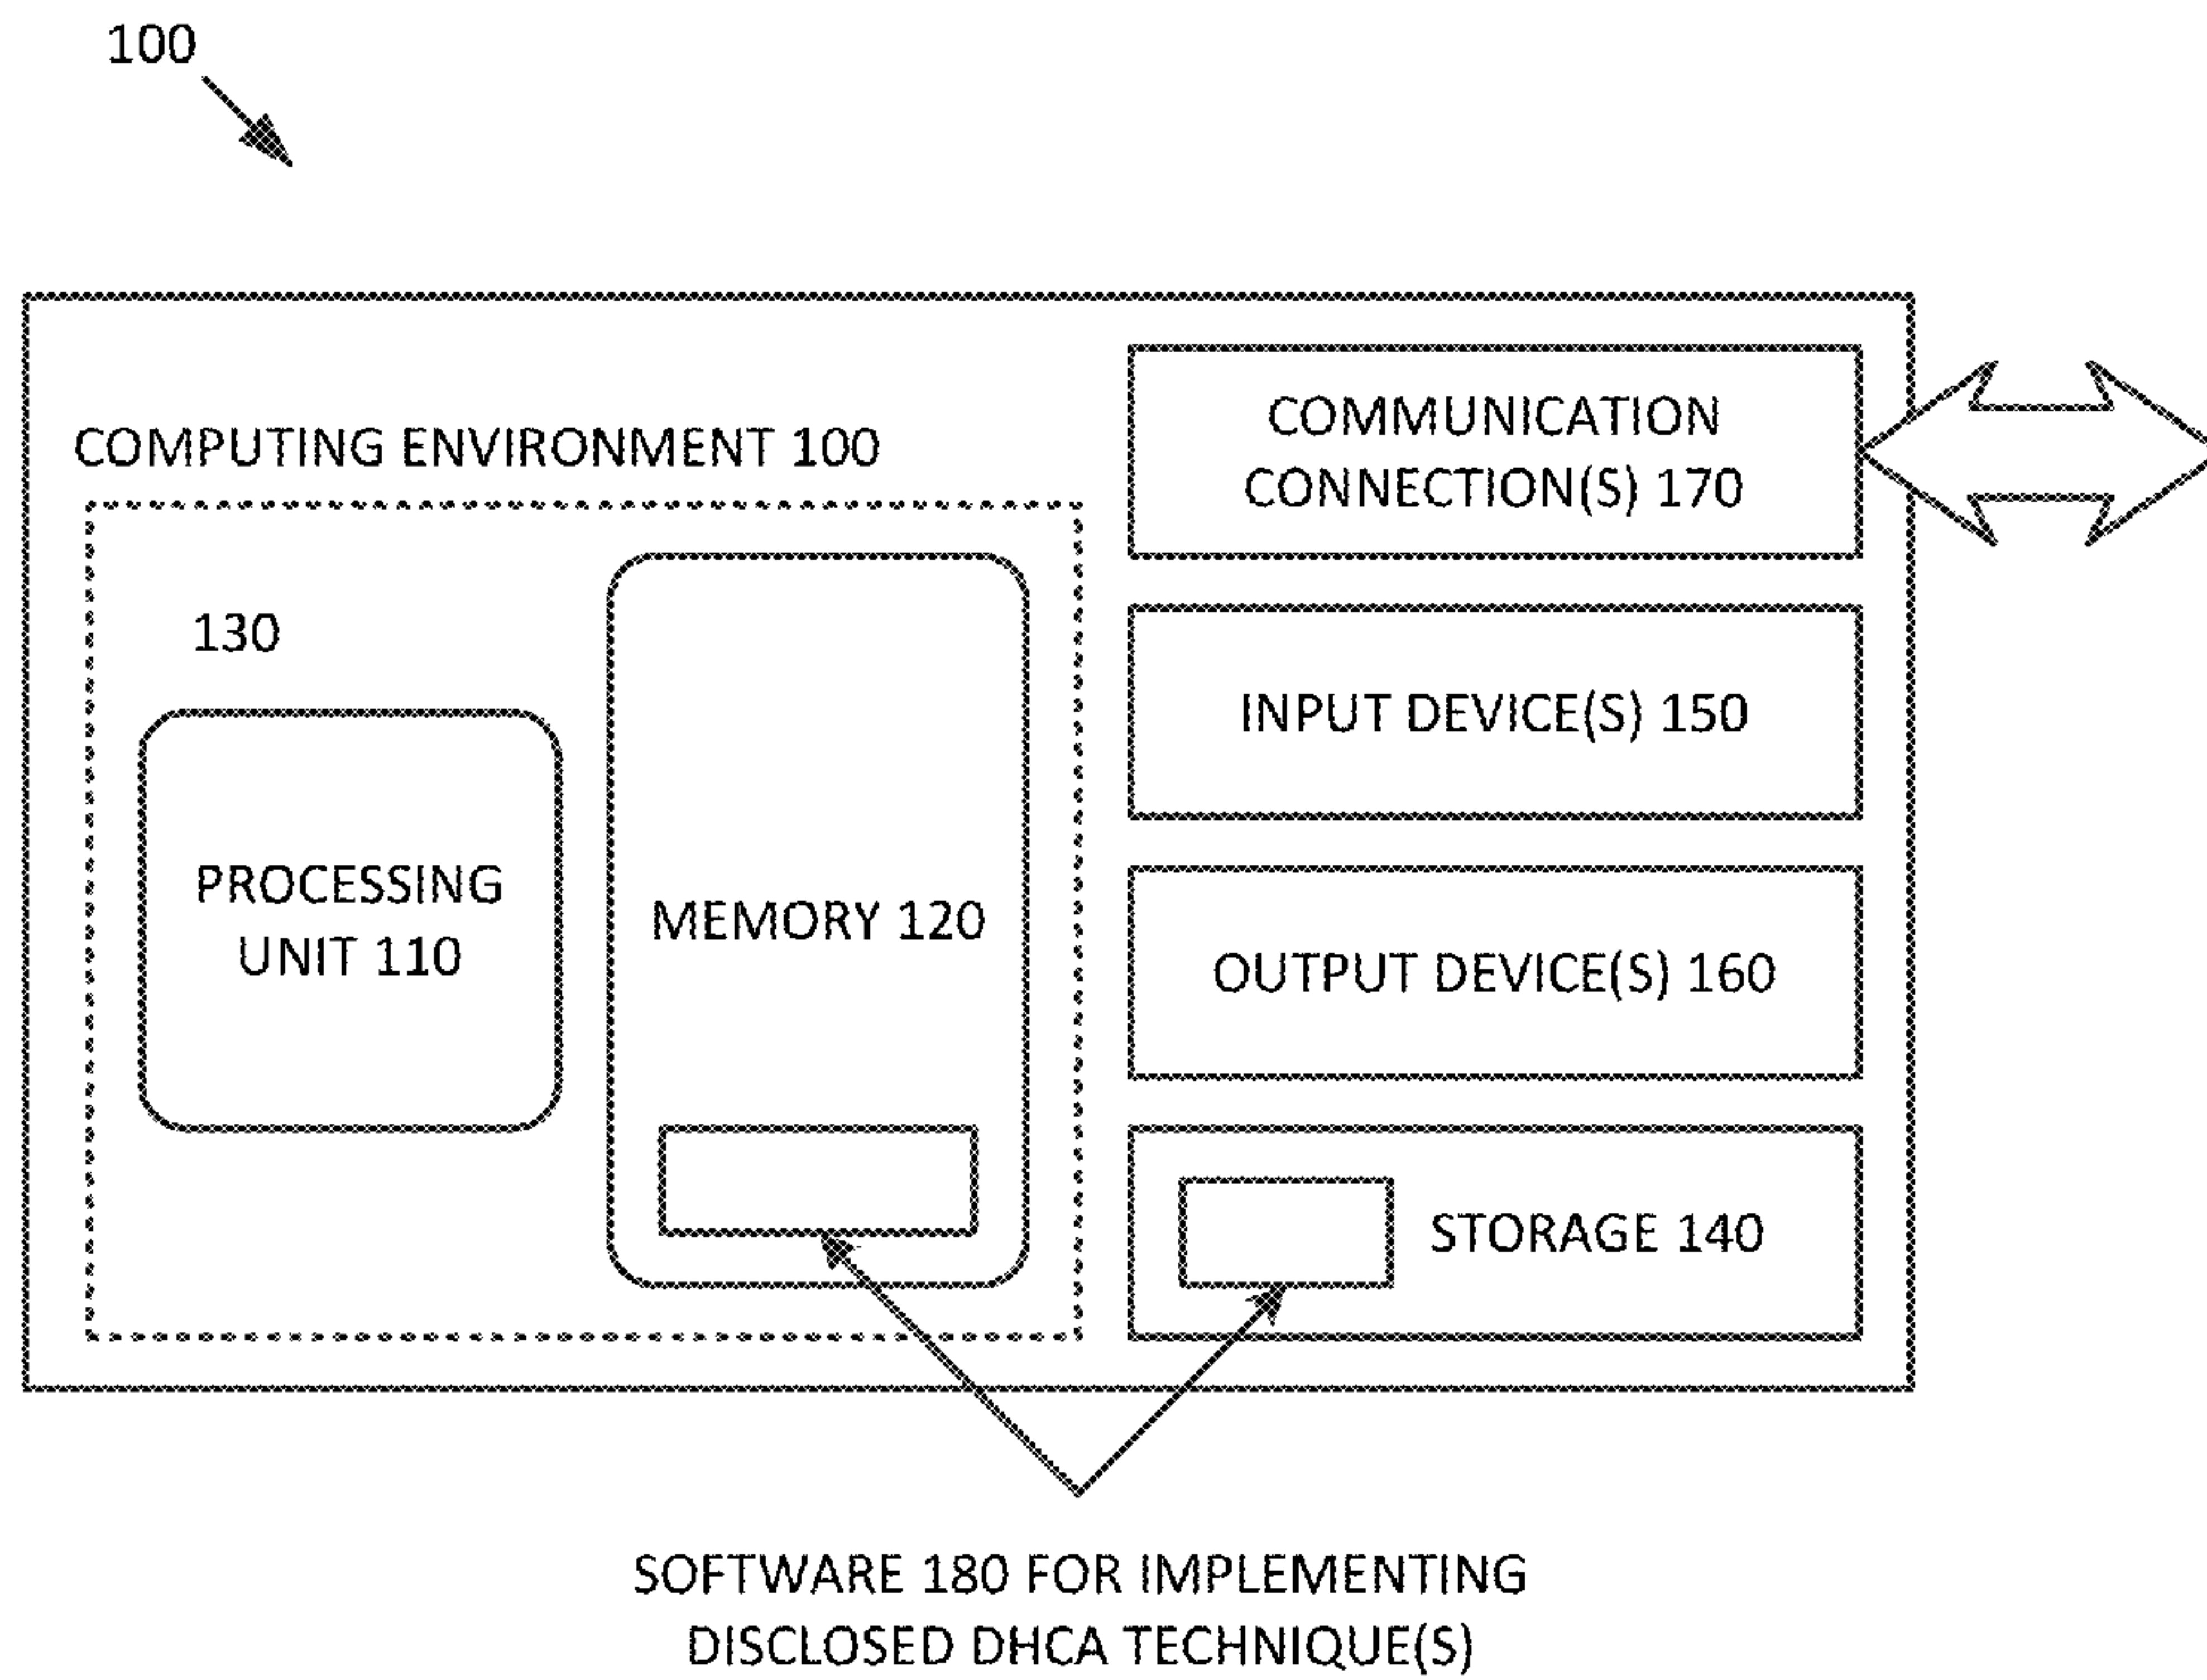 100
COMPUTING ENVIRONMENT 100
130
PROCESSING
UNIT 110
MEMORY 120
COMMUNICATION
CONNECTION(S) 170
INPUT DEVICE(S) 150
OUTPUT DEVICE(S) 160
STORAGE 140
SOFTWARE 180 FOR IMPLEMENTING
DISCLOSED DHCA TECHNIQUE(S)